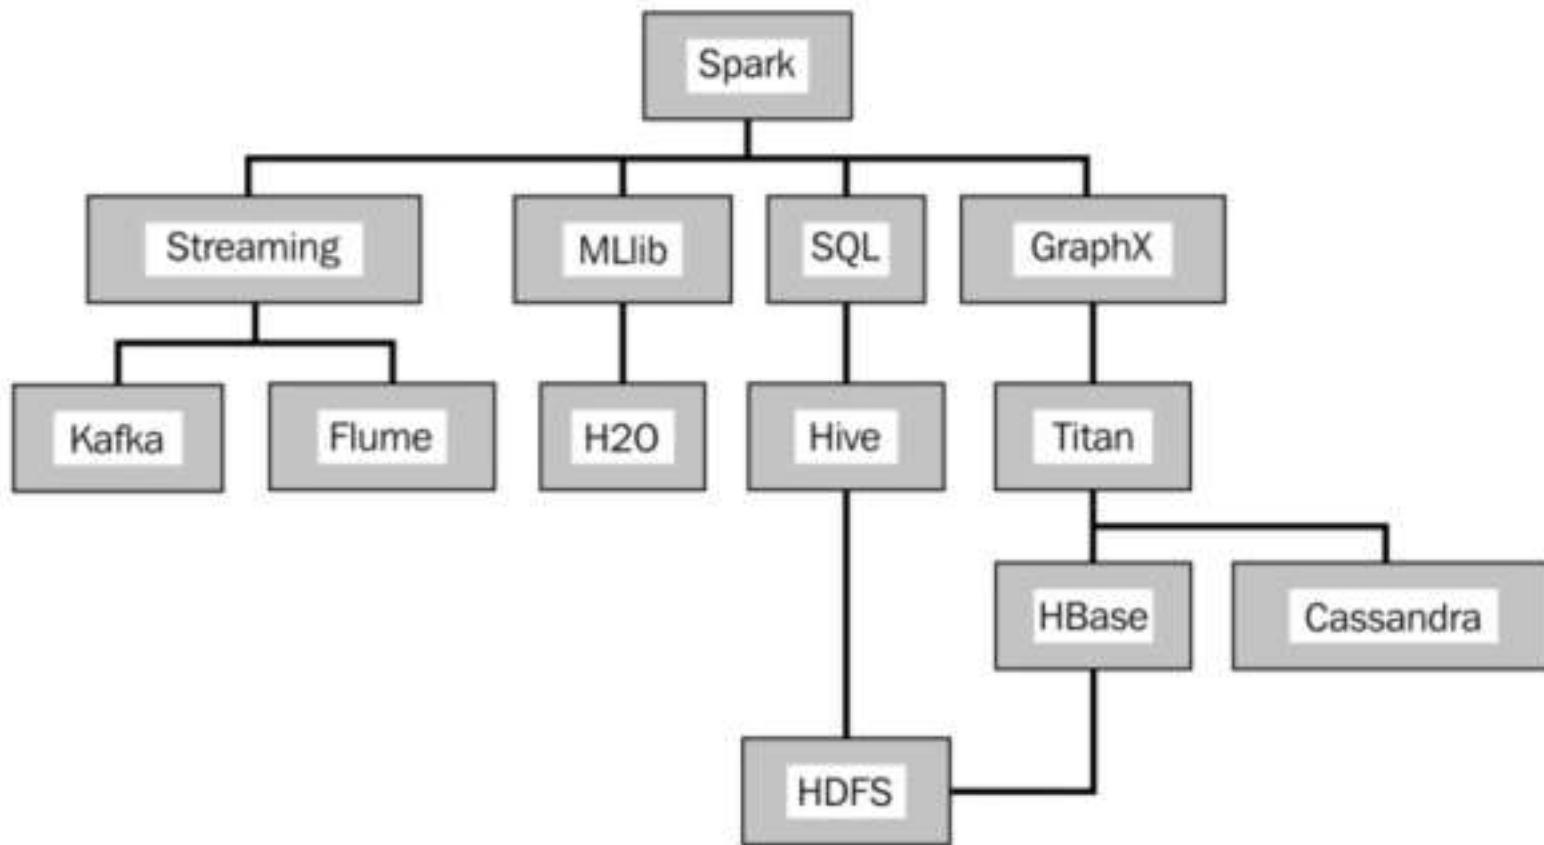 Spark
Streaming
MLlib
SQL
GraphX
Kafka
Flume
H2O
Hive
Titan
HBase
Cassandra
HDFS